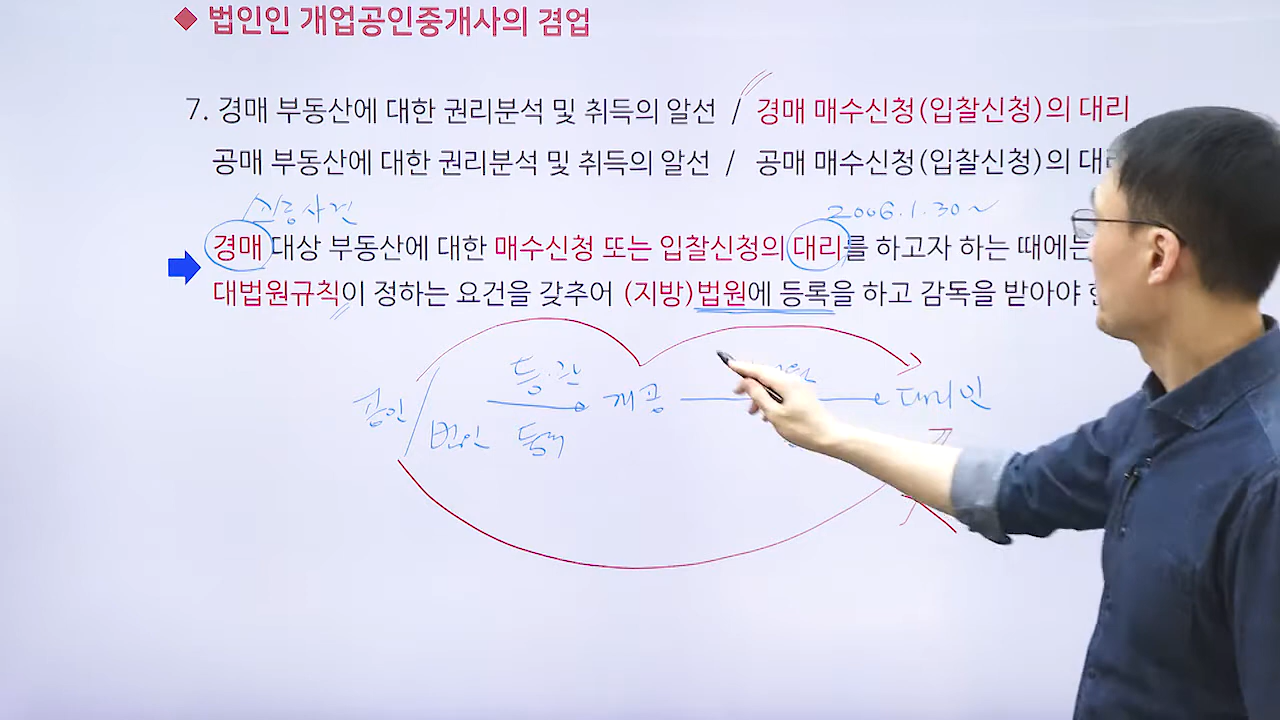 ◆ 법인인 개업공인중개사의 겸업
7. 경매 부동산에 대한 권리분석 및 취득의 알선 / 경매 매수신청(입찰신청)의 대리
공매 부동산에 대한 권리분석 및 취득의 알선 / 공매 매수신청(입찰신청)의
2006.1.30~
경매 대상 부동산에 대한 매수신청 또는 입찰신청의 대리를 하고자 하는 때에는
대법원규칙이 정하는 요건을 갖추어 (지방)법원에 등록을 하고 감독을 받아야
등·관
공인 / 법인 개공 대리인